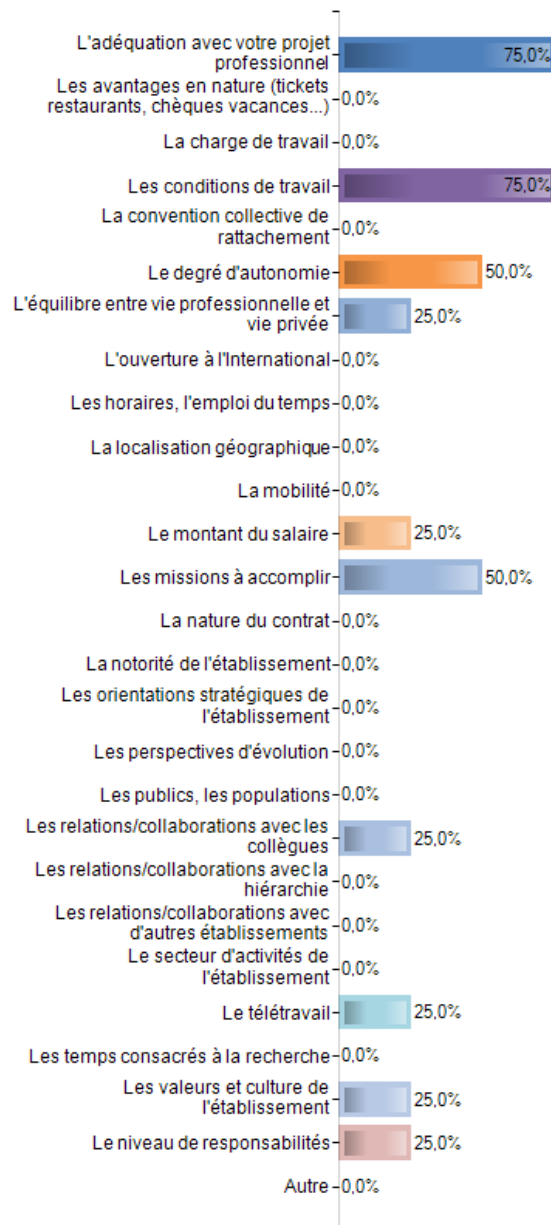 L'adéquation avec votre projet
professionnel
75,0%
Les avantages en nature (tickets
restaurants, chèques vacances...)
0,0%
La charge de travail
0,0%
Les conditions de travail
75,0%
La convention collective de
rattachement
0,0%
Le degré d'autonomie
50,0%
L'équilibre entre vie professionnelle et
vie privée
25,0%
L'ouverture à l'International
0,0%
Les horaires, l'emploi du temps
0,0%
La localisation géographique
0,0%
La mobilité
0,0%
Le montant du salaire
25,0%
Les missions à accomplir
50,0%
La nature du contrat
0,0%
La notorité de l'établissement
0,0%
Les orientations stratégiques de
l'établissement
0,0%
Les perspectives d'évolution
0,0%
Les publics, les populations
0,0%
Les relations/collaborations avec les
collègues
25,0%
Les relations/collaborations avec la
hiérarchie
0,0%
Les relations/collaborations avec
d'autres établissements
0,0%
Le secteur d'activités de
l'établissement
0,0%
Le télétravail
25,0%
Les temps consacrés à la recherche
0,0%
Les valeurs et culture de
l'établissement
25,0%
Le niveau de responsabilités
25,0%
Autre
0,0%